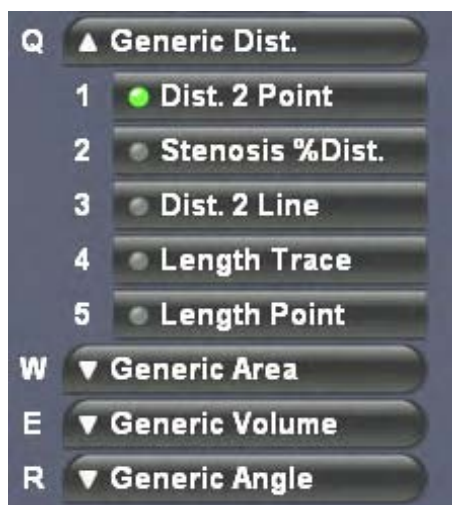 Q ▲ Generic Dist.
1 Dist. 2 Point
2 Stenosis %Dist.
3 Dist. 2 Line
4 Length Trace
5 Length Point
W ▼ Generic Area
E ▼ Generic Volume
R ▼ Generic Angle